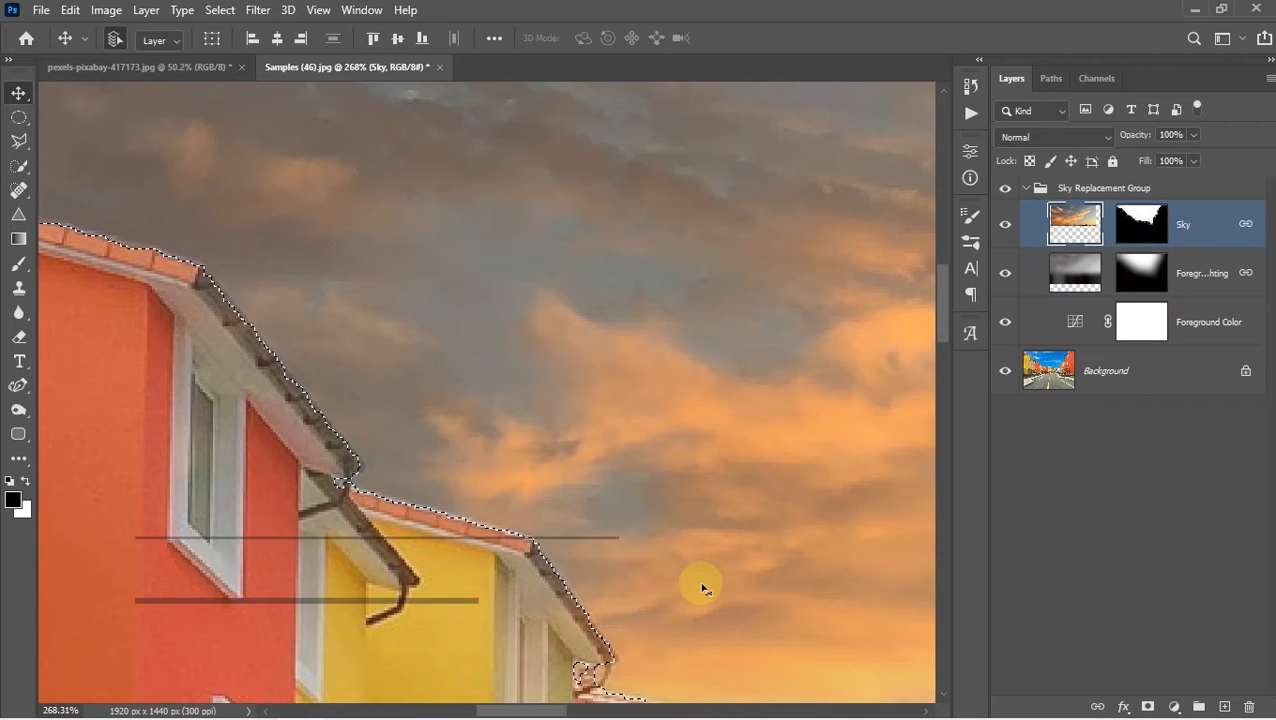 Ps File Edit Image Layer Type Select Filter 3D View Window Help
Layer 3D Mode:
pexels-pixabay-417173.jpg @ 50.2% (RGB/8) * × Samples (46).jpg @ 268% (Sky, RGB/8#) * ×
Layers Paths Channels
Kind
Normal Opacity: 100%
Lock: Fill: 100%
Sky Replacement Group
Sky
Foregr...hting
Foreground Color
Background
268.31% 1920 px x 1440 px (300 ppi)